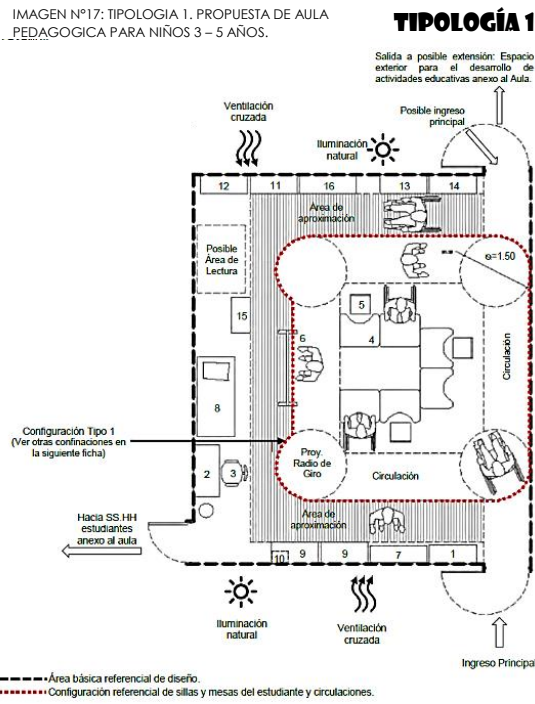 IMAGEN Nº17: TIPOLOGIA 1. PROPUESTA DE AULA
PEDAGOGICA PARA NIÑOS 3 – 5 AÑOS.
TIPOLOGÍA 1
Salida a posible extensión: Espacio
exterior para el desarrollo de
actividades educativas anexo al Aula.
Ventilación
cruzada
Posible ingreso
principal
Iluminación
natural
12
11
16
13
14
Área de
aproximación
Posible
Área de
Lectura
ø=1.50
5
15
6
4
Circulación
8
Configuración Tipo 1
(Ver otras confinaciones en
la siguiente ficha)
Proy.
Radio de
Giro
2
3
Circulación
Hacia SS.HH
estudiantes
anexo al aula
Área de
aproximación
10
9
9
7
1
Iluminación
natural
Ventilación
cruzada
Ingreso Principal
Área básica referencial de diseño.
Configuración referencial de sillas y mesas del estudiante y circulaciones.